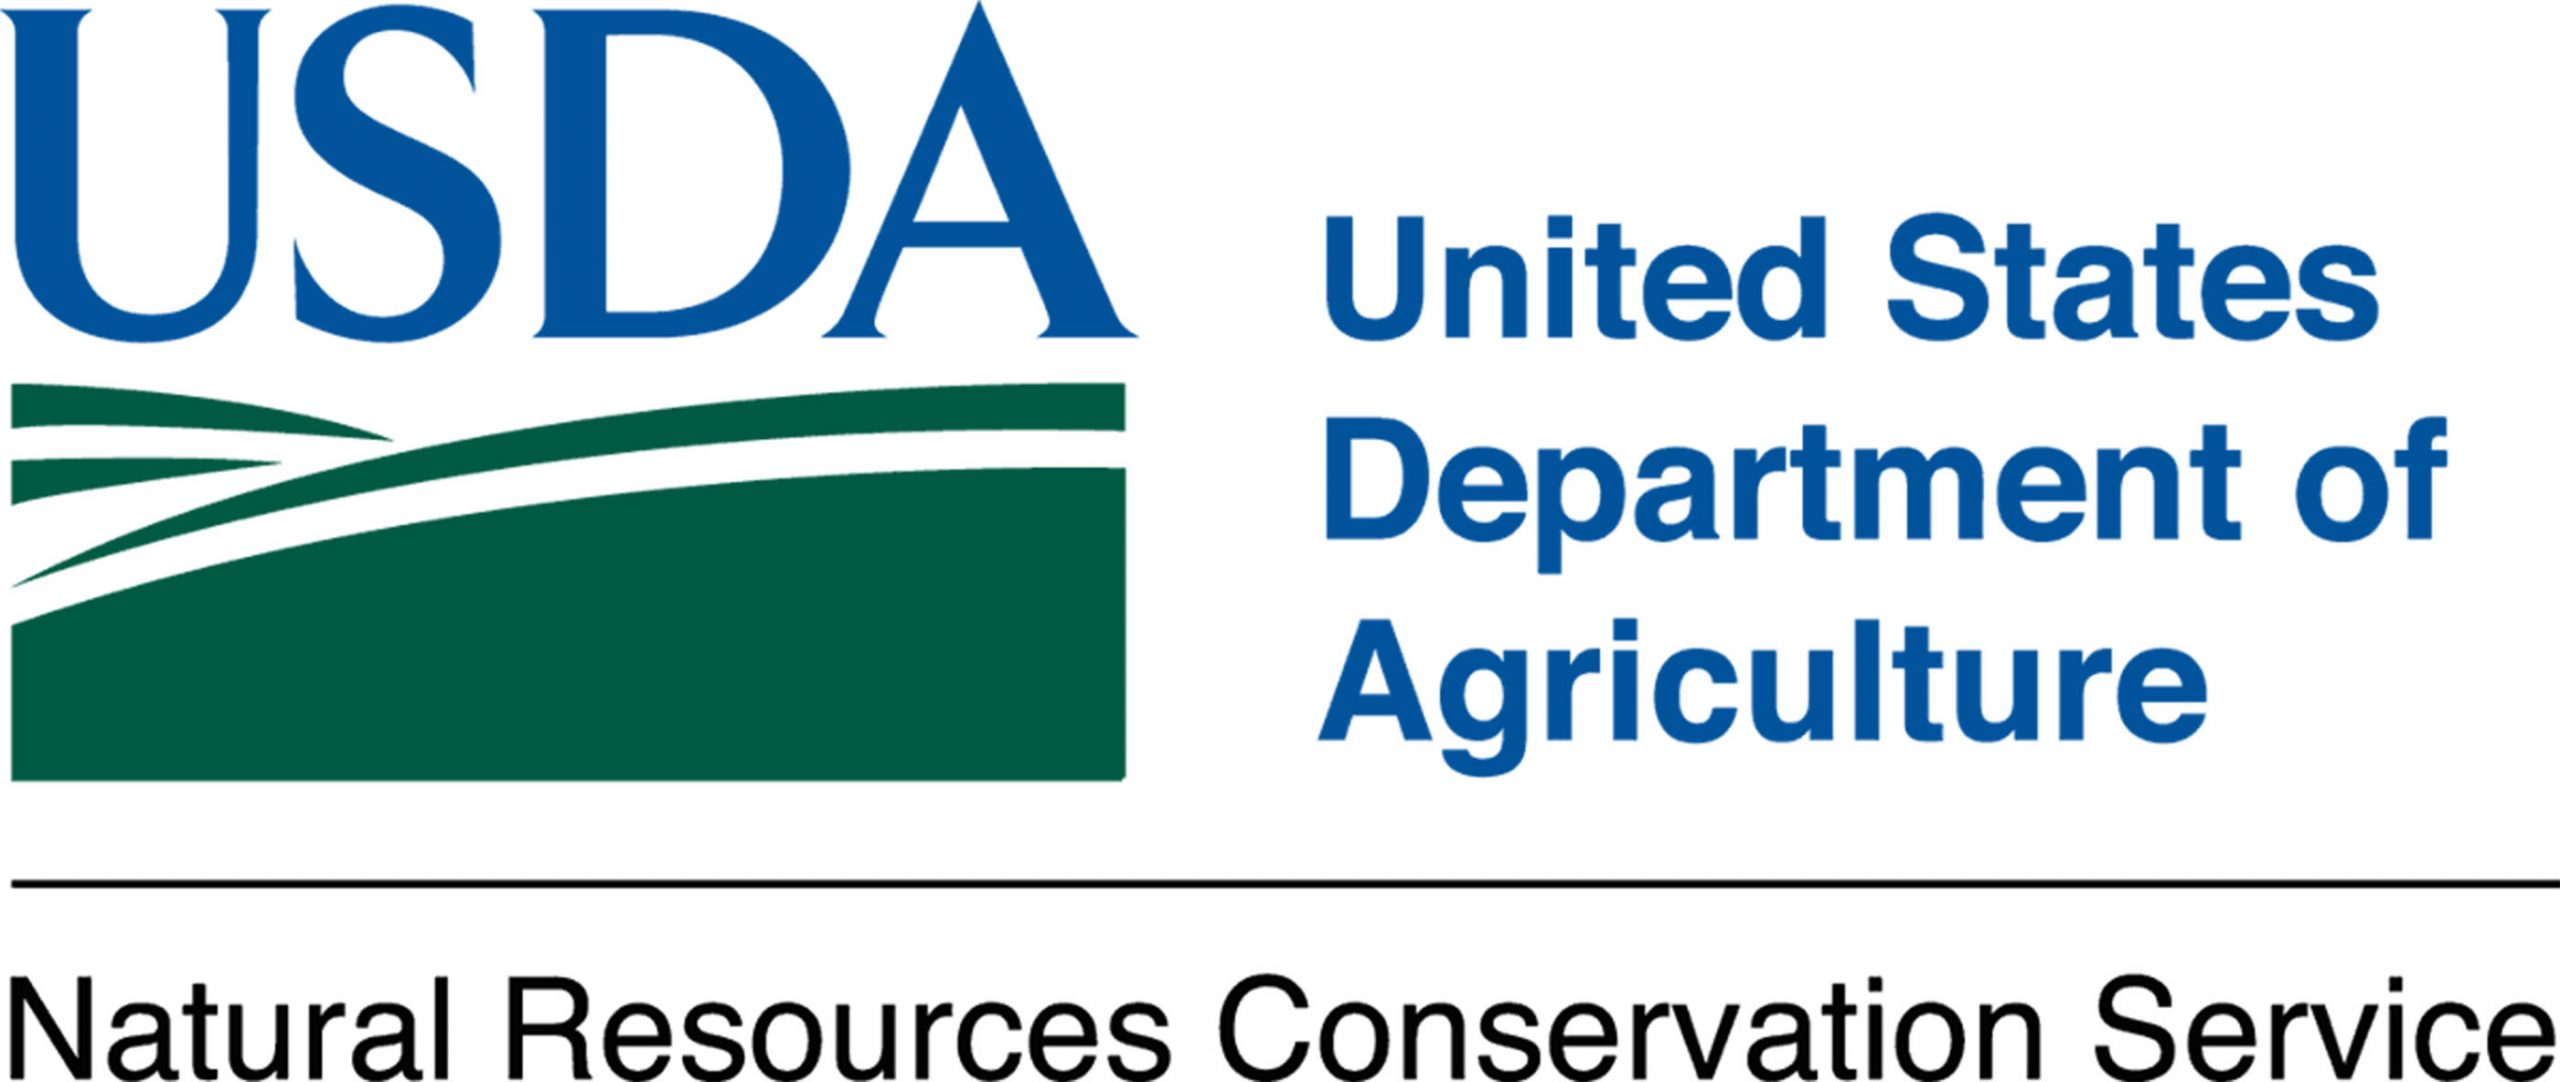 USDA
United States
Department of
Agriculture
Natural Resources Conservation Service